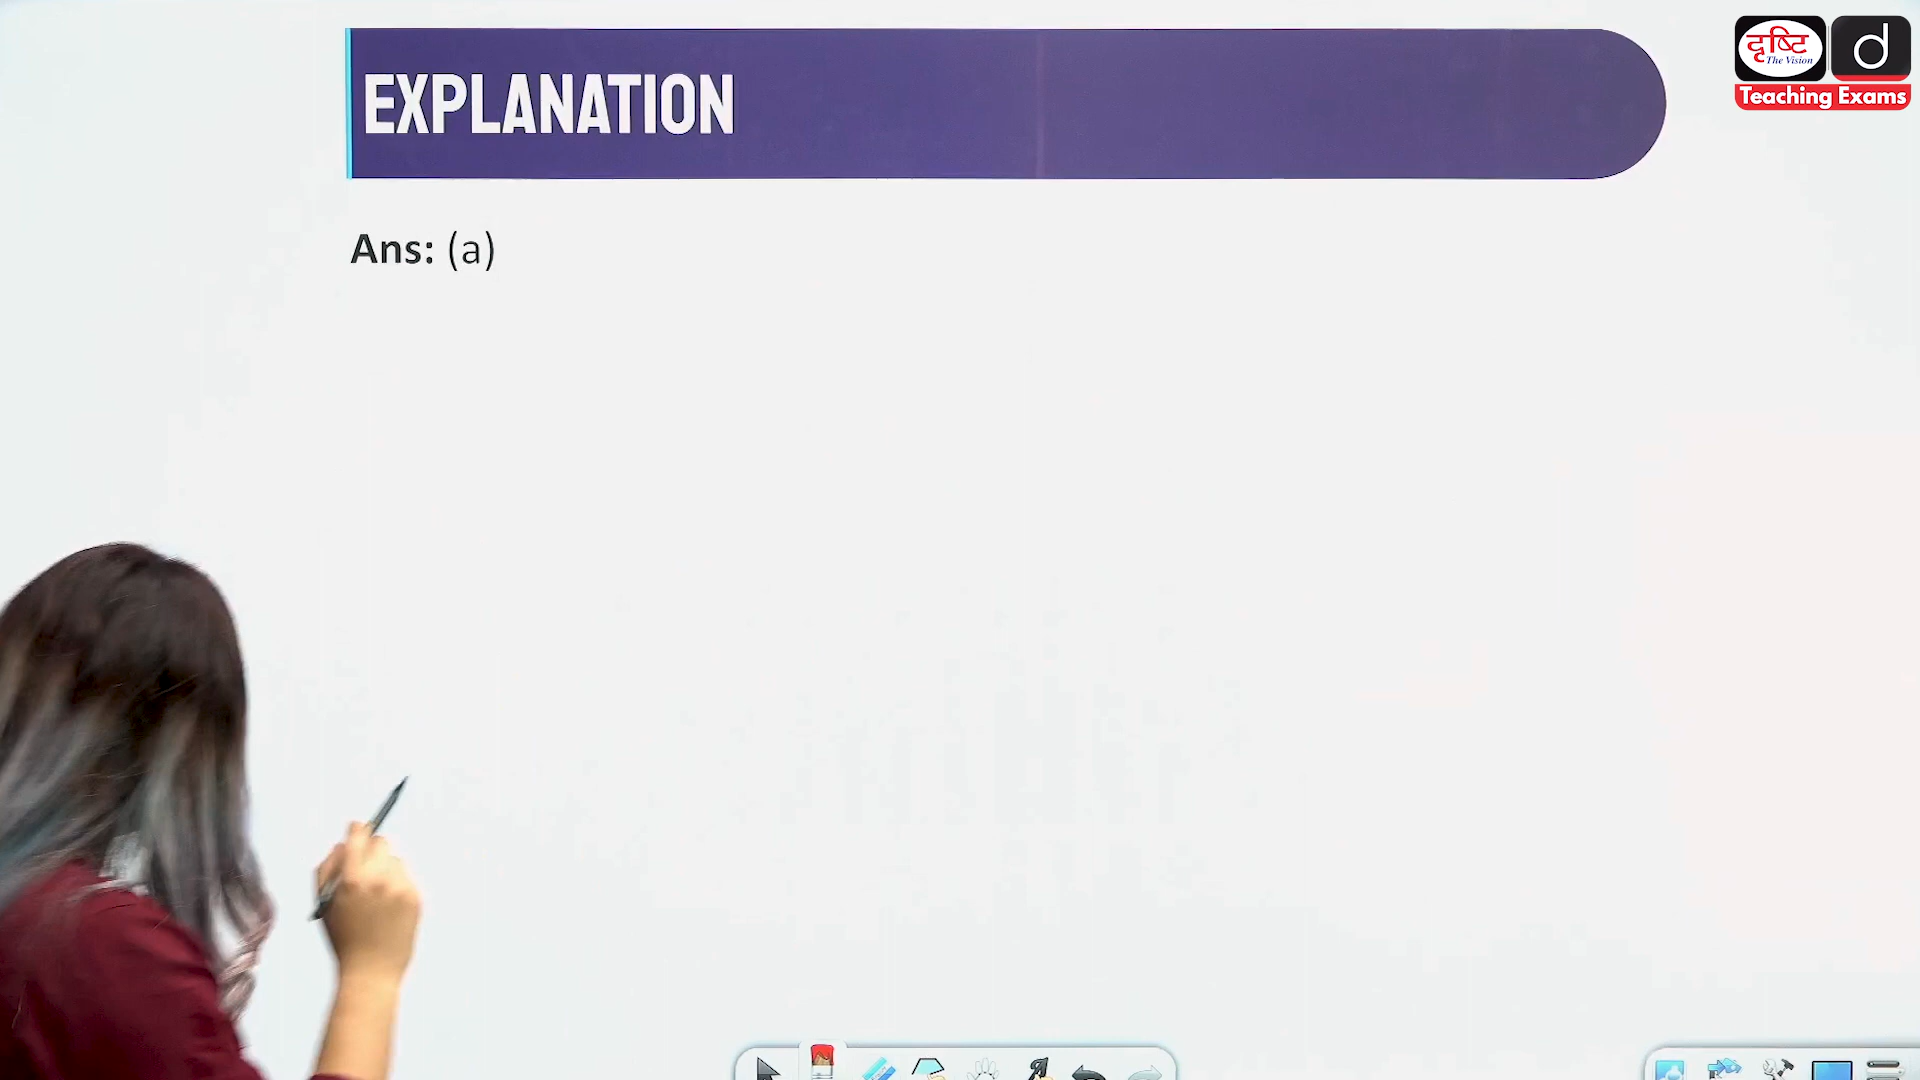 EXPLANATION
दृष्टि
The Vision
d
Teaching Exams
Ans: (a)